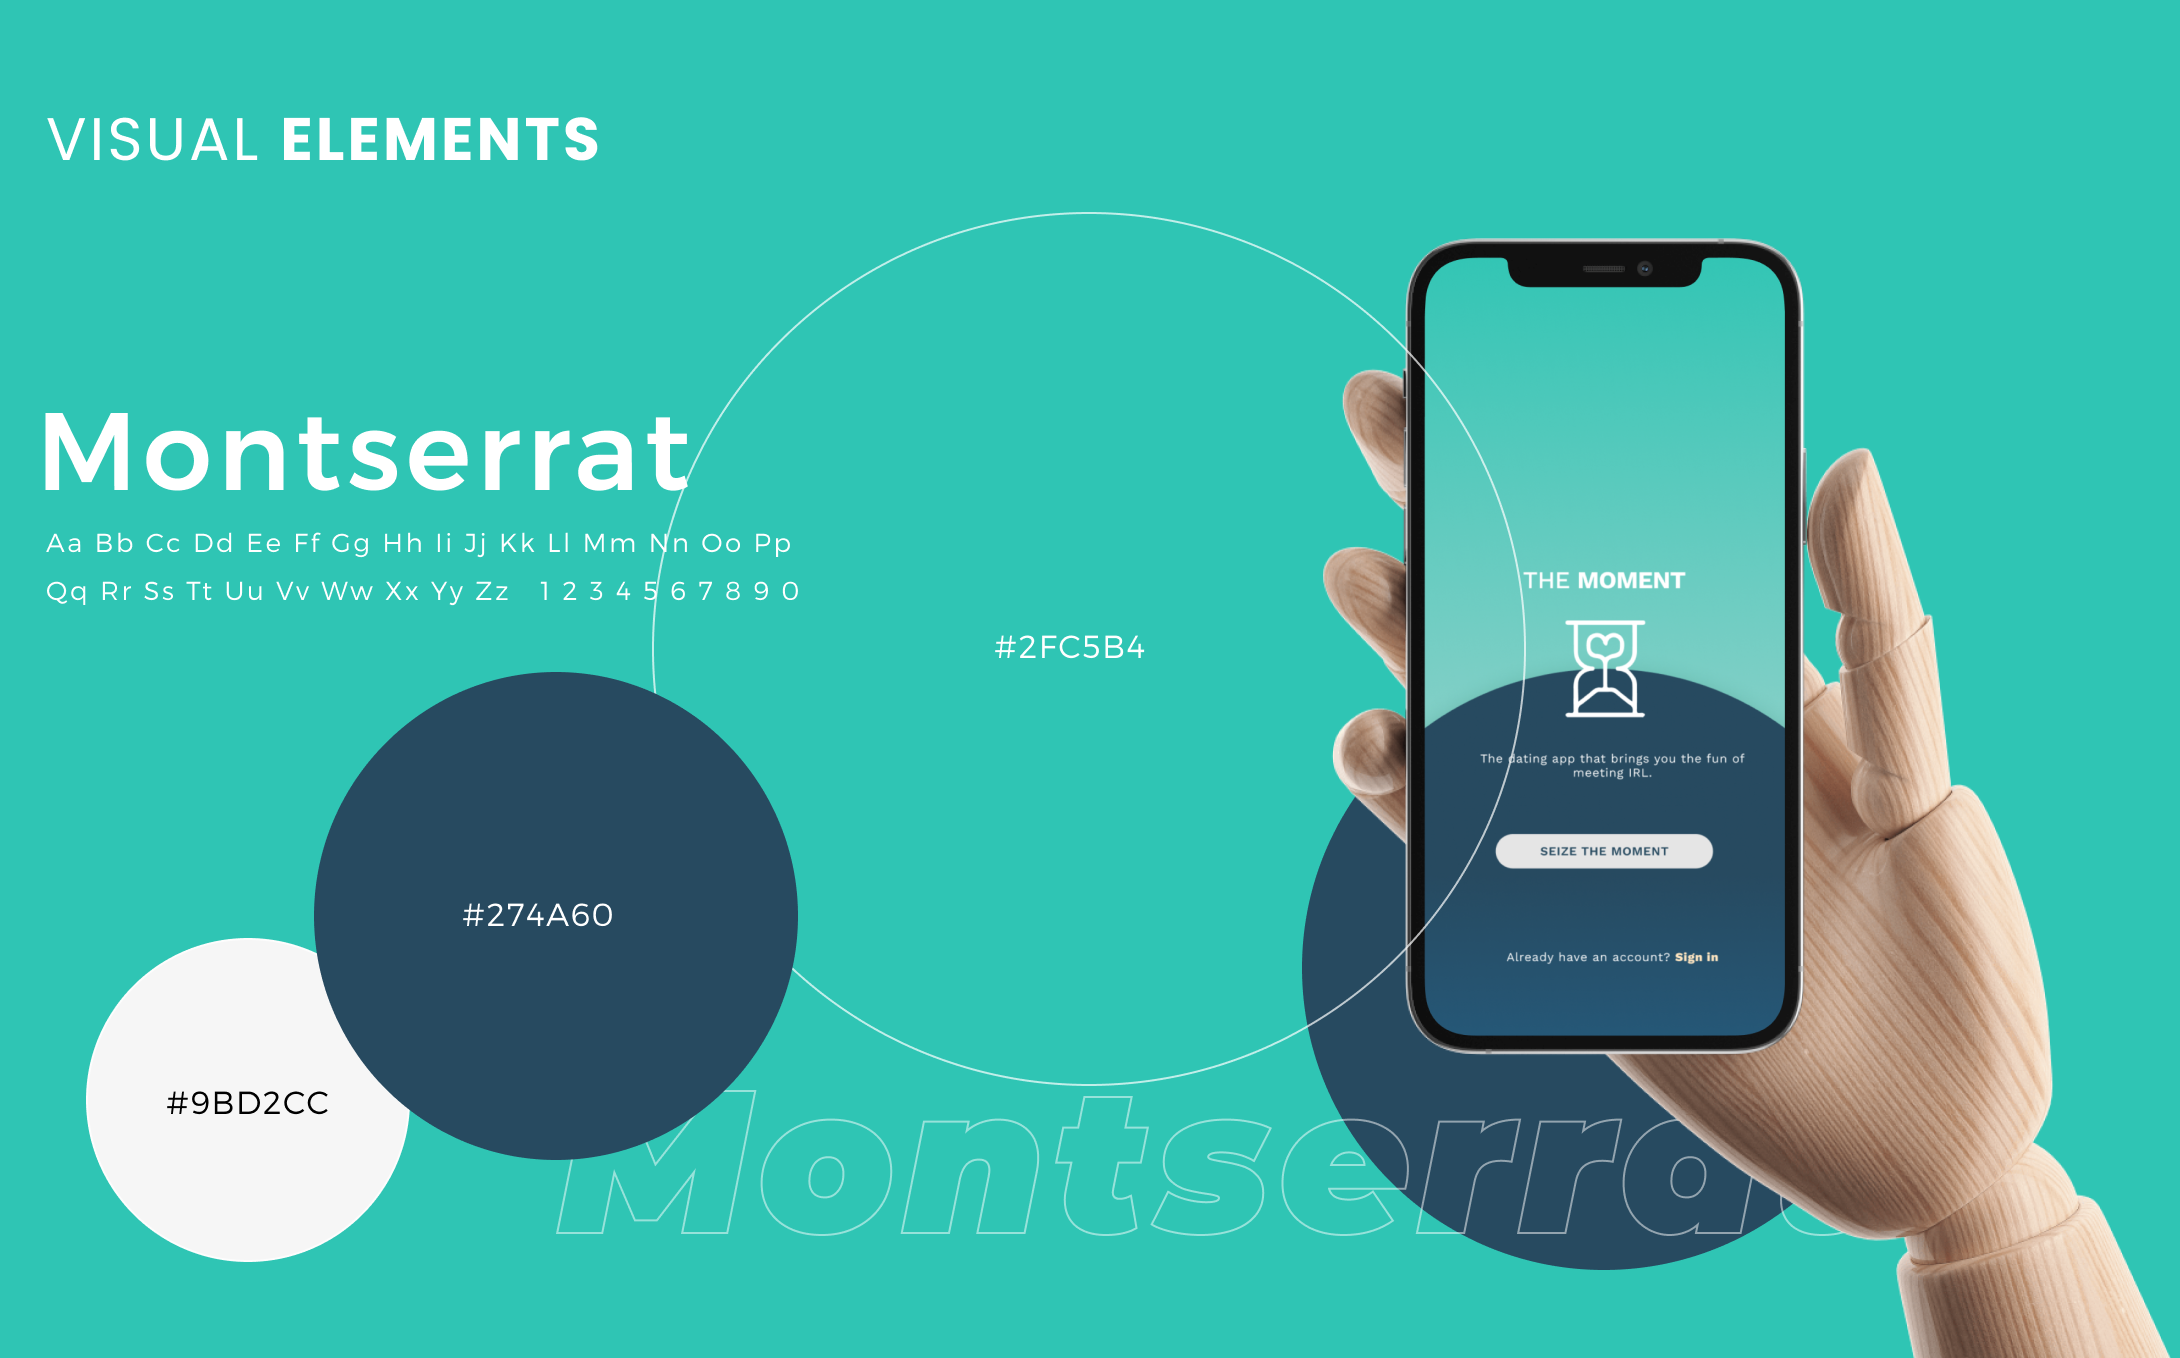 VISUAL ELEMENTS
Montserrat
Aa Bb Cc Dd Ee Ff Gg Hh Ii Jj Kk Ll Mm Nn Oo Pp
Qq Rr Ss Tt Uu Vv Ww Xx Yy Zz 1 2 3 4 5 6 7 8 9 0
#2FC5B4
#274A60
#9BD2CC
Montserrat
THE MOMENT
The dating app that brings you the fun of
meeting IRL.
SEIZE THE MOMENT
Already have an account? Sign in